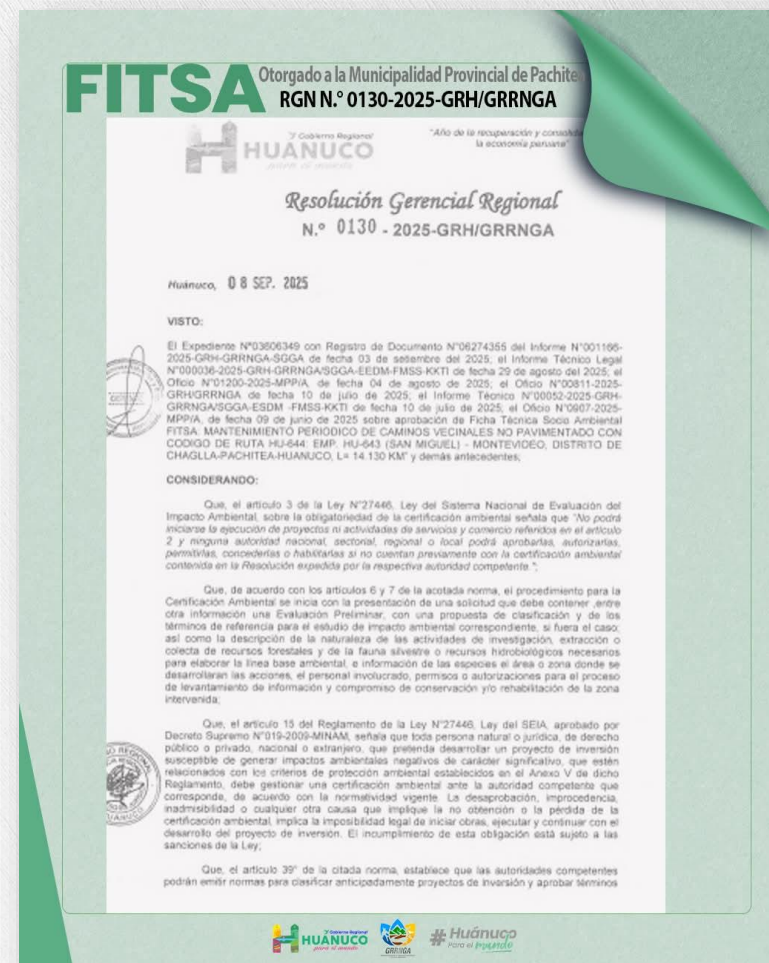 FITSA
Otorgado a la Municipalidad Provincial de Pachitea
RGN N.° 0130-2025-GRH/GRRNGA
Gobierno Regional
HUÁNUCO
para el mundo
"Año de la recuperación y consolida
la economía peruana"
Resolución Gerencial Regional
N.° 0130 - 2025-GRH/GRRNGA
Huánuco, 08 SEP. 2025
VISTO:
El Expediente N°03606349 con Registro de Documento N°06274355 del Informe N°001166-
2025-GRH-GRRNGA-SGGA de fecha 03 de setiembre del 2025; el Informe Técnico Legal
N°000036-2025-GRH-GRRNGA/SGGA-EEDM-FMSS-KKTI de fecha 29 de agosto del 2025; el
Oficio N°01200-2025-MPP/A, de fecha 04 de agosto de 2025; el Oficio N°00811-2025-
GRH/GRRNGA de fecha 10 de julio de 2025; el Informe Técnico N°00052-2025-GRH-
GRRNGA/SGGA-ESDM -FMSS-KKTI de fecha 10 de julio de 2025; el Oficio N°0907-2025-
MPP/A, de fecha 09 de junio de 2025 sobre aprobación de Ficha Técnica Socio Ambiental
FITSA: MANTENIMIENTO PERIODICO DE CAMINOS VECINALES NO PAVIMENTADO CON
CODIGO DE RUTA HU-644: EMP. HU-643 (SAN MIGUEL) - MONTEVIDEO, DISTRITO DE
CHAGLLA-PACHITEA-HUANUCO, L= 14.130 KM" y demás antecedentes;
CONSIDERANDO:
Que, el artículo 3 de la Ley N°27446, Ley del Sistema Nacional de Evaluación del
Impacto Ambiental, sobre la obligatoriedad de la certificación ambiental señala que "No podrá
iniciarse la ejecución de proyectos ni actividades de servicios y comercio referidos en el artículo
2 y ninguna autoridad nacional, sectorial, regional o local podrá aprobarlas, autorizarlas,
permitirlas, concederlas o habilitarlas si no cuentan previamente con la certificación ambiental
contenida en la Resolución expedida por la respectiva autoridad competente.";
Que, de acuerdo con los artículos 6 y 7 de la acotada norma, el procedimiento para la
Certificación Ambiental se inicia con la presentación de una solicitud que debe contener ,entre
otra información una Evaluación Preliminar, con una propuesta de clasificación y de los
términos de referencia para el estudio de impacto ambiental correspondiente, si fuera el caso;
así como la descripción de la naturaleza de las actividades de investigación, extracción o
colecta de recursos forestales y de la fauna silvestre o recursos hidrobiológicos necesarios
para elaborar la línea base ambiental, e información de las especies el área o zona donde se
desarrollaran las acciones, el personal involucrado, permisos o autorizaciones para el proceso
de levantamiento de información y compromiso de conservación y/o rehabilitación de la zona
intervenida;
Que, el artículo 15 del Reglamento de la Ley N°27446, Ley del SEIA, aprobado por
Decreto Supremo N°019-2009-MINAM, señala que toda persona natural o jurídica, de derecho
público o privado, nacional o extranjero, que pretenda desarrollar un proyecto de inversión
susceptible de generar impactos ambientales negativos de carácter significativo, que estén
relacionados con los criterios de protección ambiental establecidos en el Anexo V de dicho
Reglamento, debe gestionar una certificación ambiental ante la autoridad competente que
corresponde, de acuerdo con la normatividad vigente. La desaprobación, improcedencia,
inadmisibilidad o cualquier otra causa que implique la no obtención o la pérdida de la
certificación ambiental, implica la imposibilidad legal de iniciar obras, ejecutar y continuar con el
desarrollo del proyecto de inversión. El incumplimiento de esta obligación está sujeto a las
sanciones de la Ley;
Que, el artículo 39° de la citada norma, establece que las autoridades competentes
podrán emitir normas para clasificar anticipadamente proyectos de inversión y aprobar términos
Gobierno Regional
HUÁNUCO
para el mundo
GRRNGA
# Huánuco
Para el mundo